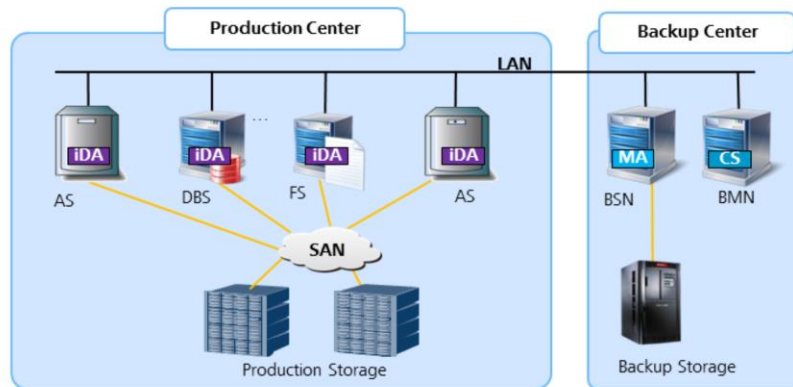 Production Center
Backup Center
LAN
...
iDA
iDA
iDA
iDA
MA
CS
AS
DBS
FS
AS
BSN
BMN
SAN
Production Storage
Backup Storage